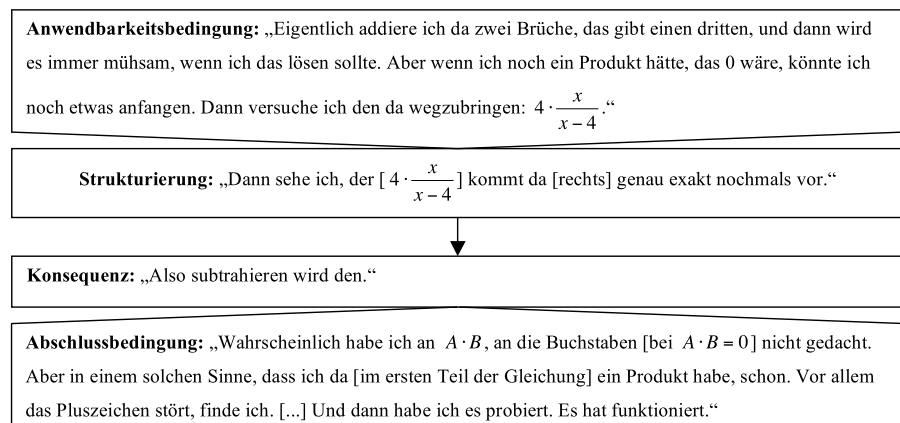 Anwendbarkeitsbedingung: „Eigentlich addiere ich da zwei Brüche, das gibt einen dritten, und dann wird
es immer mühsam, wenn ich das lösen sollte. Aber wenn ich noch ein Produkt hätte, das 0 wäre, könnte ich
noch etwas anfangen. Dann versuche ich den da wegzubringen: 4 · x/(x − 4).“
Strukturierung: „Dann sehe ich, der [ 4 · x/(x − 4) ] kommt da [rechts] genau exakt nochmals vor.“
Konsequenz: „Also subtrahieren wird den.“
Abschlussbedingung: „Wahrscheinlich habe ich an A · B, an die Buchstaben [bei A · B = 0] nicht gedacht.
Aber in einem solchen Sinne, dass ich da [im ersten Teil der Gleichung] ein Produkt habe, schon. Vor allem
das Pluszeichen stört, finde ich. [...] Und dann habe ich es probiert. Es hat funktioniert.“